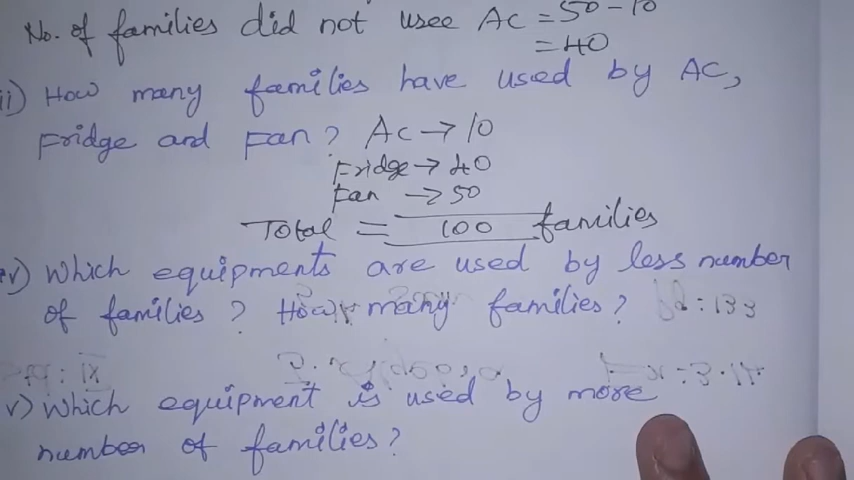 No. of families did not usee Ac = 50 - 10
= 40
ii) How many families have used by AC,
Fridge and Fan? Ac → 10
Fridge → 40
Fan → 50
Total = 100 families
iv) Which equipments are used by less number
of families? How many families?
v) Which equipment is used by more
number of families?